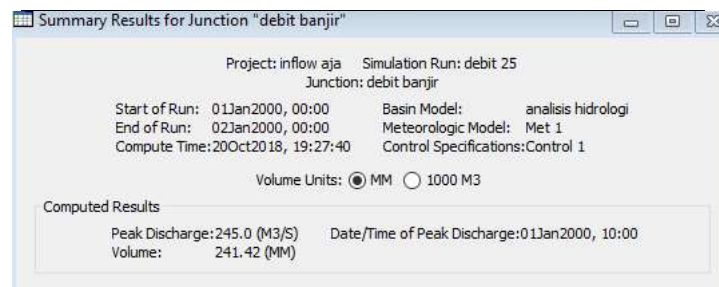 Summary Results for Junction "debit banjir"
Project: inflow aja Simulation Run: debit 25
Junction: debit banjir
Start of Run: 01Jan2000, 00:00 Basin Model: analisis hidrologi
End of Run: 02Jan2000, 00:00 Meteorologic Model: Met 1
Compute Time:20Oct2018, 19:27:40 Control Specifications:Control 1
Volume Units: MM 1000 M3
Computed Results
Peak Discharge:245.0 (M3/S) Date/Time of Peak Discharge:01Jan2000, 10:00
Volume: 241.42 (MM)